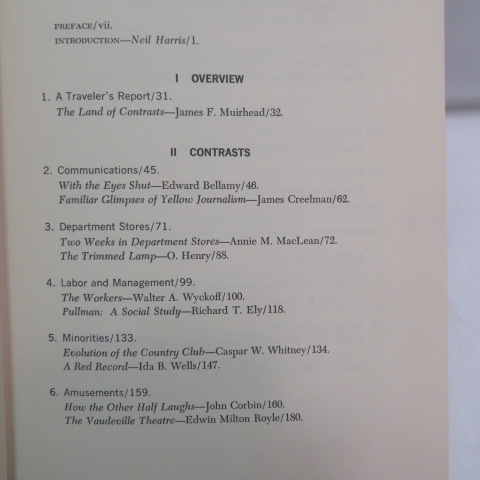 PREFACE/vii.
INTRODUCTION—Neil Harris/1.
I OVERVIEW
1. A Traveler's Report/31.
The Land of Contrasts—James F. Muirhead/32.
II CONTRASTS
2. Communications/45.
With the Eyes Shut—Edward Bellamy/46.
Familiar Glimpses of Yellow Journalism—James Creelman/62.
3. Department Stores/71.
Two Weeks in Department Stores—Annie M. MacLean/72.
The Trimmed Lamp—O. Henry/88.
4. Labor and Management/99.
The Workers—Walter A. Wyckoff/100.
Pullman: A Social Study—Richard T. Ely/118.
5. Minorities/133.
Evolution of the Country Club—Caspar W. Whitney/134.
A Red Record—Ida B. Wells/147.
6. Amusements/159.
How the Other Half Laughs—John Corbin/160.
The Vaudeville Theatre—Edwin Milton Royle/180.